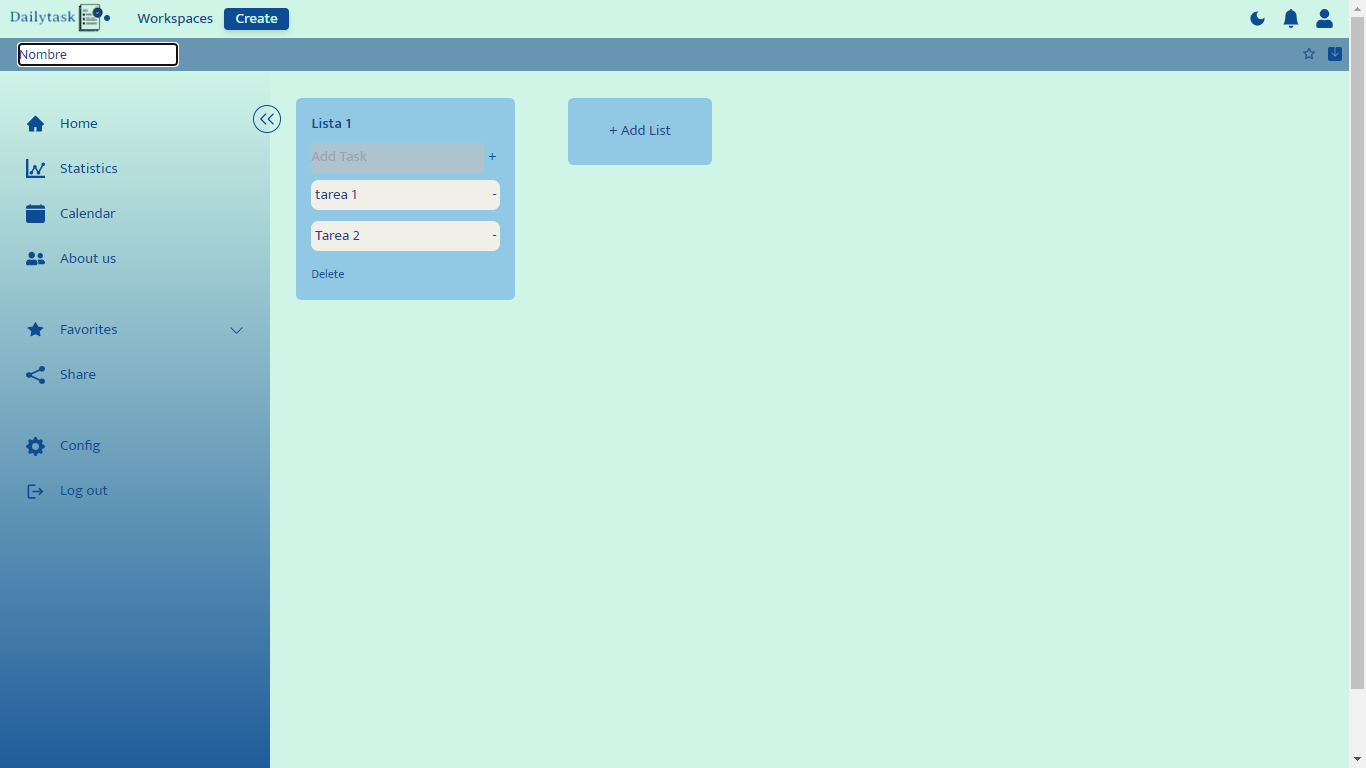 Dailytask
Workspaces
Create
Nombre
Home
Statistics
Calendar
About us
Favorites
Share
Config
Log out
Lista 1
Add Task +
tarea 1 -
Tarea 2 -
Delete
+ Add List